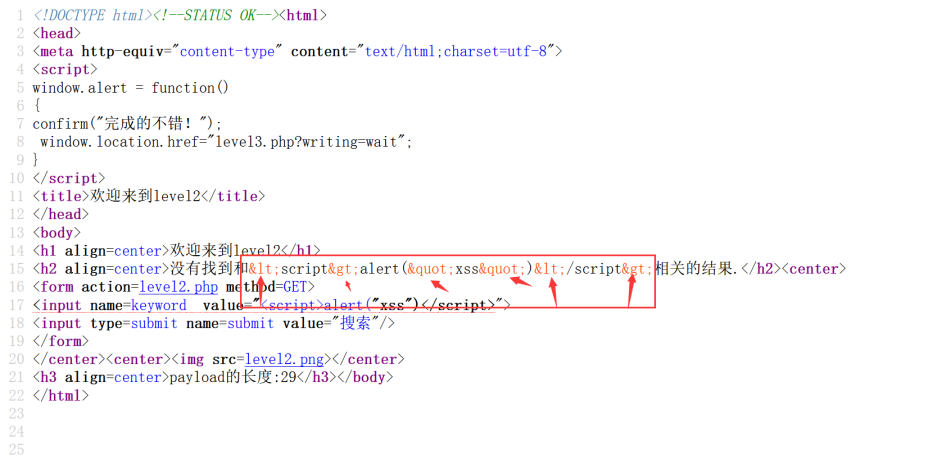 1 <!DOCTYPE html><!--STATUS OK--><html>
2 <head>
3 <meta http-equiv="content-type" content="text/html;charset=utf-8">
4 <script>
5 window.alert = function()
6 {
7 confirm("完成的不错！");
8  window.location.href="level3.php?writing=wait";
9 }
10 </script>
11 <title>欢迎来到level2</title>
12 </head>
13 <body>
14 <h1 align=center>欢迎来到level2</h1>
15 <h2 align=center>没有找到和&lt;script&gt;alert(&quot;xss&quot;)&lt;/script&gt;相关的结果.</h2><center>
16 <form action=level2.php method=GET>
17 <input name=keyword  value="<script>alert("xss")</script>">
18 <input type=submit name=submit value="搜索"/>
19 </form>
20 </center><center><img src=level2.png></center>
21 <h3 align=center>payload的长度:29</h3></body>
22 </html>
23
24
25